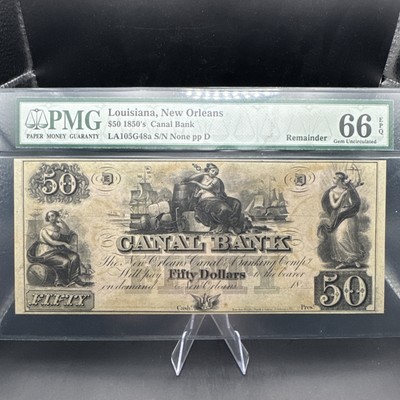 PMG
PAPER MONEY GUARANTY
Louisiana, New Orleans
$50 1850's Canal Bank
LA105G48a S/N None pp D
Remainder
66 EPQ
Gem Uncirculated
50
D
D
CANAL BANK
The New Orleans Canal & Banking Comp.
Will pay Fifty Dollars to the bearer
on demand New Orleans 18
FIFTY
Cash.
Pres.
50